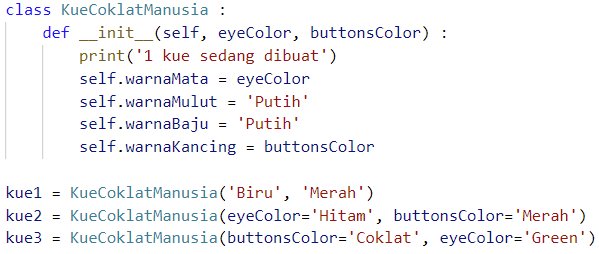 class KueCoklatManusia :
    def __init__(self, eyeColor, buttonsColor) :
        print('1 kue sedang dibuat')
        self.warnaMata = eyeColor
        self.warnaMulut = 'Putih'
        self.warnaBaju = 'Putih'
        self.warnaKancing = buttonsColor

kue1 = KueCoklatManusia('Biru', 'Merah')
kue2 = KueCoklatManusia(eyeColor='Hitam', buttonsColor='Merah')
kue3 = KueCoklatManusia(buttonsColor='Coklat', eyeColor='Green')